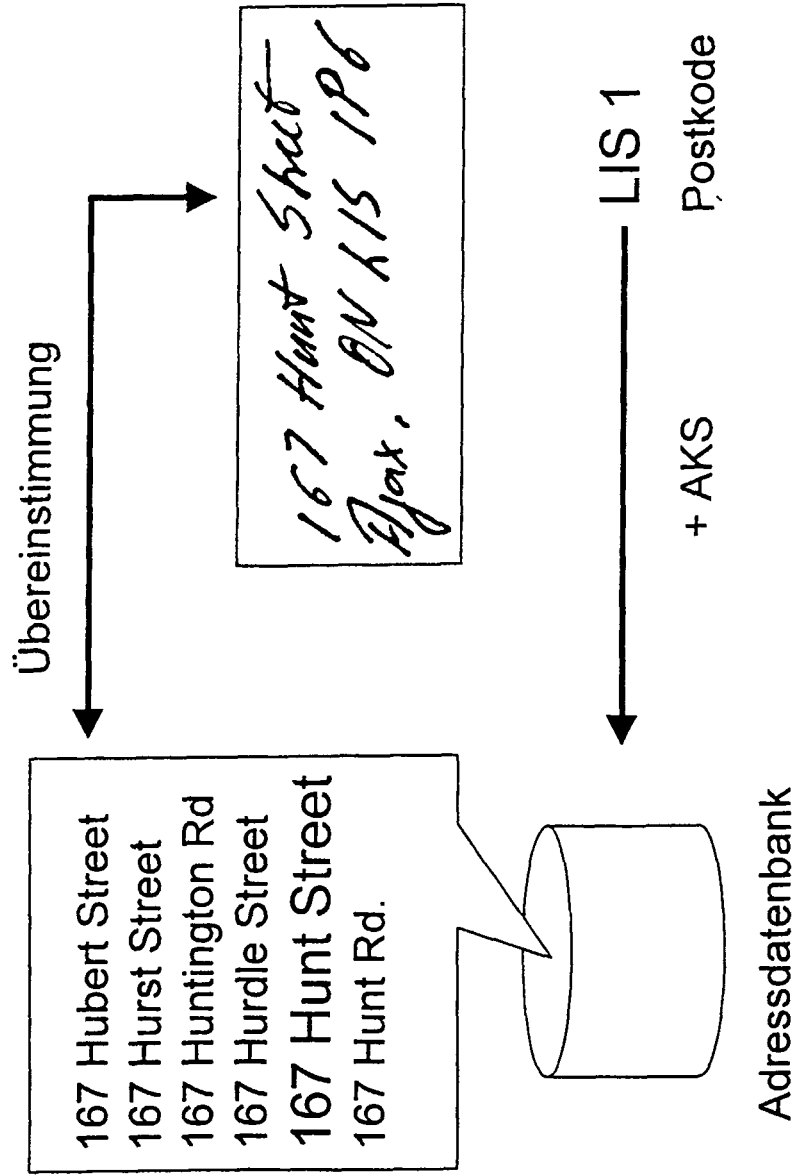 Übereinstimmung
167 Hubert Street
167 Hurst Street
167 Huntington Rd
167 Hurdle Street
167 Hunt Street
167 Hunt Rd.
167 Hunt Street
Ajax, ON L1S 1P6
Adressdatenbank
+ AKS
LIS 1
Postkode